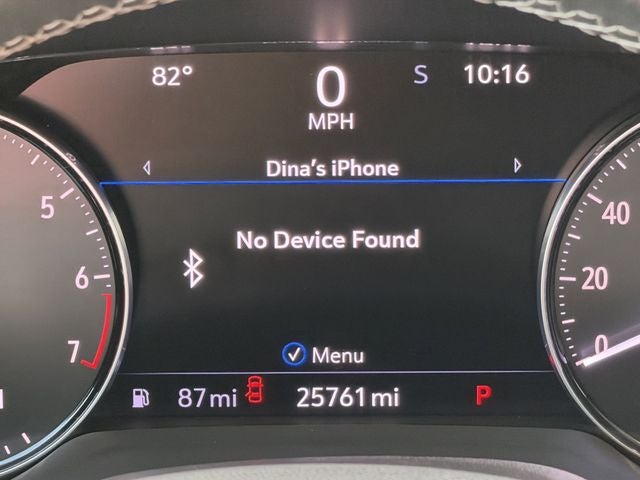 82°
0
S
10:16
MPH
Dina's iPhone
No Device Found
Menu
87 mi
25761 mi
P
5
6
7
40
20
0